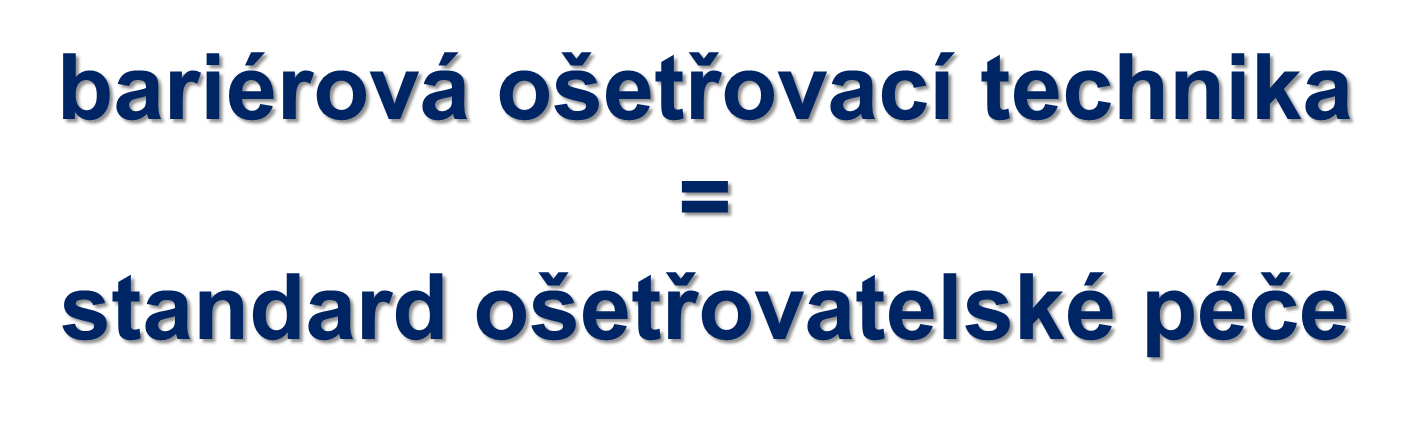 bariérová ošetřovací technika
=
standard ošetřovatelské péče